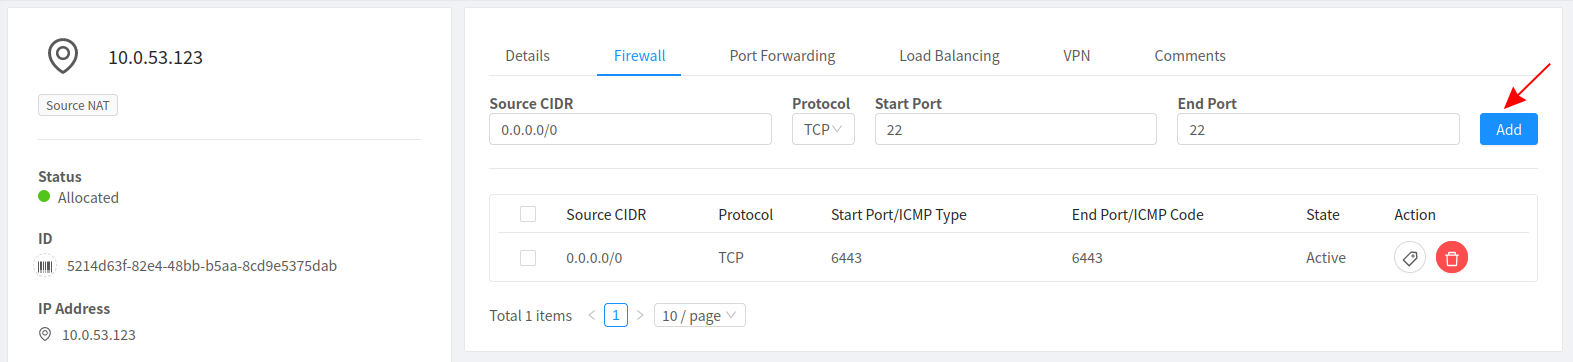 10.0.53.123
Source NAT
Status
Allocated
ID
5214d63f-82e4-48bb-b5aa-8cd9e5375dab
IP Address
10.0.53.123
Details Firewall Port Forwarding Load Balancing VPN Comments
Source CIDR Protocol Start Port End Port
0.0.0.0/0 TCP 22 22 Add
Source CIDR Protocol Start Port/ICMP Type End Port/ICMP Code State Action
0.0.0.0/0 TCP 6443 6443 Active
Total 1 items < 1 > 10 / page